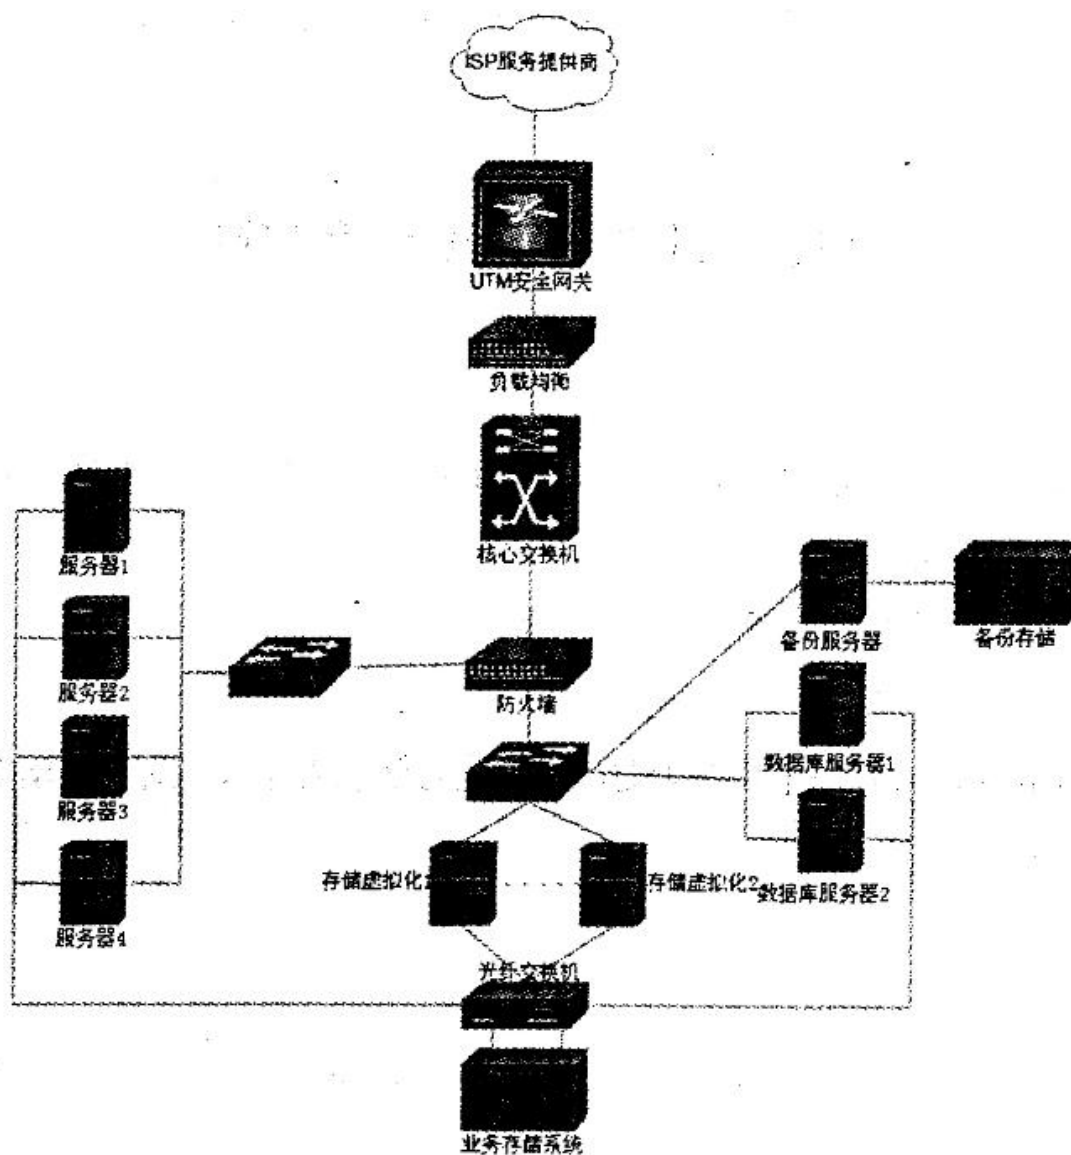 ISP服务提供商
UTM安全网关
负载均衡
核心交换机
服务器1
备份服务器
备份存储
服务器2
防火墙
数据库服务器1
服务器3
存储虚拟化1
存储虚拟化2
数据库服务器2
服务器4
光纤交换机
业务存储系统